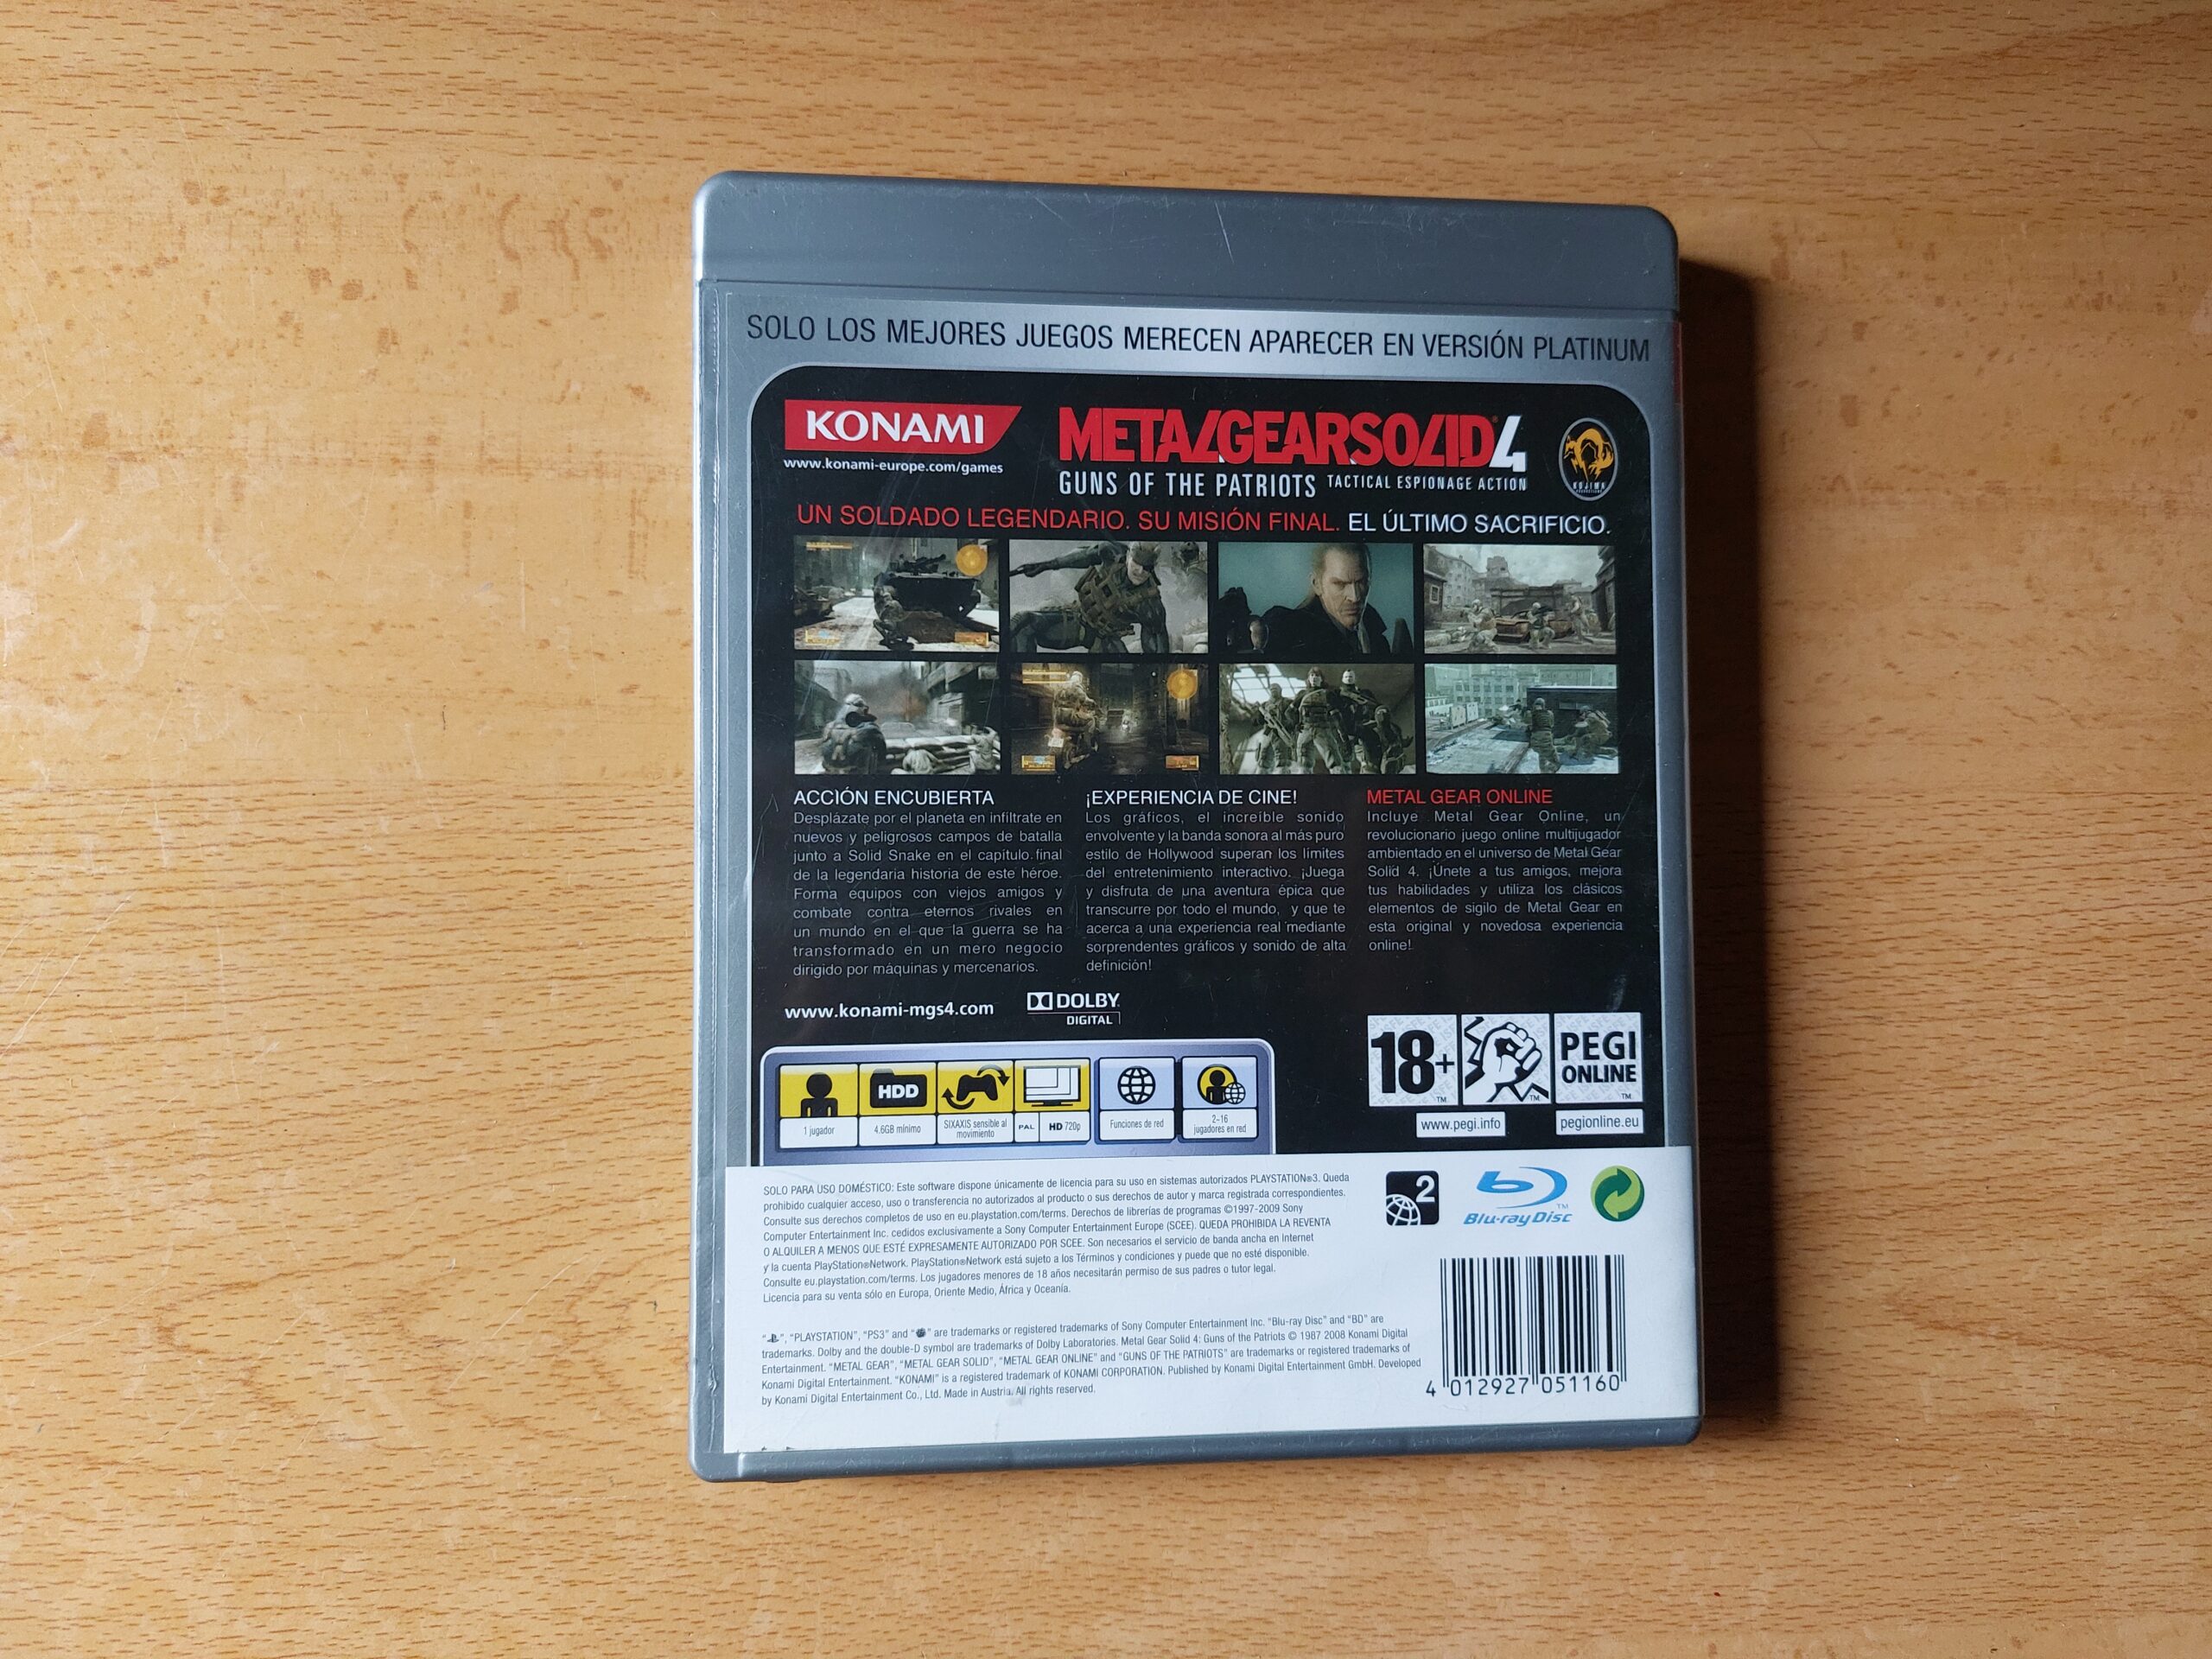 SOLO LOS MEJORES JUEGOS MERECEN APARECER EN VERSIÓN PLATINUM
KONAMI
www.konami-europe.com/games
METAL GEAR SOLID 4
GUNS OF THE PATRIOTS TACTICAL ESPIONAGE ACTION
KOJIMA
PRODUCTIONS
UN SOLDADO LEGENDARIO. SU MISIÓN FINAL. EL ÚLTIMO SACRIFICIO.
ACCIÓN ENCUBIERTA
Desplázate por el planeta en infíltrate en
nuevos y peligrosos campos de batalla
junto a Solid Snake en el capítulo final
de la legendaria historia de este héroe.
Forma equipos con viejos amigos y
combate contra eternos rivales en
un mundo en el que la guerra se ha
transformado en un mero negocio
dirigido por máquinas y mercenarios.
¡EXPERIENCIA DE CINE!
Los gráficos, el increíble sonido
envolvente y la banda sonora al más puro
estilo de Hollywood superan los límites
del entretenimiento interactivo. ¡Juega
y disfruta de una aventura épica que
transcurre por todo el mundo, y que te
acerca a una experiencia real mediante
sorprendentes gráficos y sonido de alta
definición!
METAL GEAR ONLINE
Incluye Metal Gear Online, un
revolucionario juego online multijugador
ambientado en el universo de Metal Gear
Solid 4. ¡Únete a tus amigos, mejora
tus habilidades y utiliza los clásicos
elementos de sigilo de Metal Gear en
esta original y novedosa experiencia
online!
www.konami-mgs4.com
DOLBY
DIGITAL
HDD
1 jugador
4.6GB mínimo
SIXAXIS sensible al
movimiento
PAL
HD 720p
Funciones de red
2-16
jugadores en red
18+
PEGI
ONLINE
www.pegi.info
pegionline.eu
SOLO PARA USO DOMÉSTICO: Este software dispone únicamente de licencia para su uso en sistemas autorizados PLAYSTATION®3. Queda
prohibido cualquier acceso, uso o transferencia no autorizados al producto o sus derechos de autor y marca registrada correspondientes.
Consulte sus derechos completos de uso en eu.playstation.com/terms. Derechos de librerías de programas ©1997-2009 Sony
Computer Entertainment Inc. cedidos exclusivamente a Sony Computer Entertainment Europe (SCEE). QUEDA PROHIBIDA LA REVENTA
O ALQUILER A MENOS QUE ESTÉ EXPRESAMENTE AUTORIZADO POR SCEE. Son necesarios el servicio de banda ancha en Internet
y la cuenta PlayStation®Network. PlayStation®Network está sujeto a los Términos y condiciones y puede que no esté disponible.
Consulte eu.playstation.com/terms. Los jugadores menores de 18 años necesitarán permiso de sus padres o tutor legal.
Licencia para su venta sólo en Europa, Oriente Medio, África y Oceanía.
2
Blu-ray Disc
"", "PLAYSTATION", "PS3" and "" are trademarks or registered trademarks of Sony Computer Entertainment Inc. "Blu-ray Disc" and "BD" are
trademarks. Dolby and the double-D symbol are trademarks of Dolby Laboratories. Metal Gear Solid 4: Guns of the Patriots © 1987 2008 Konami Digital
Entertainment. "METAL GEAR", "METAL GEAR SOLID", "METAL GEAR ONLINE" and "GUNS OF THE PATRIOTS" are trademarks or registered trademarks of
Konami Digital Entertainment. "KONAMI" is a registered trademark of KONAMI CORPORATION. Published by Konami Digital Entertainment GmbH. Developed
by Konami Digital Entertainment Co., Ltd. Made in Austria. All rights reserved.
4 012927 051160